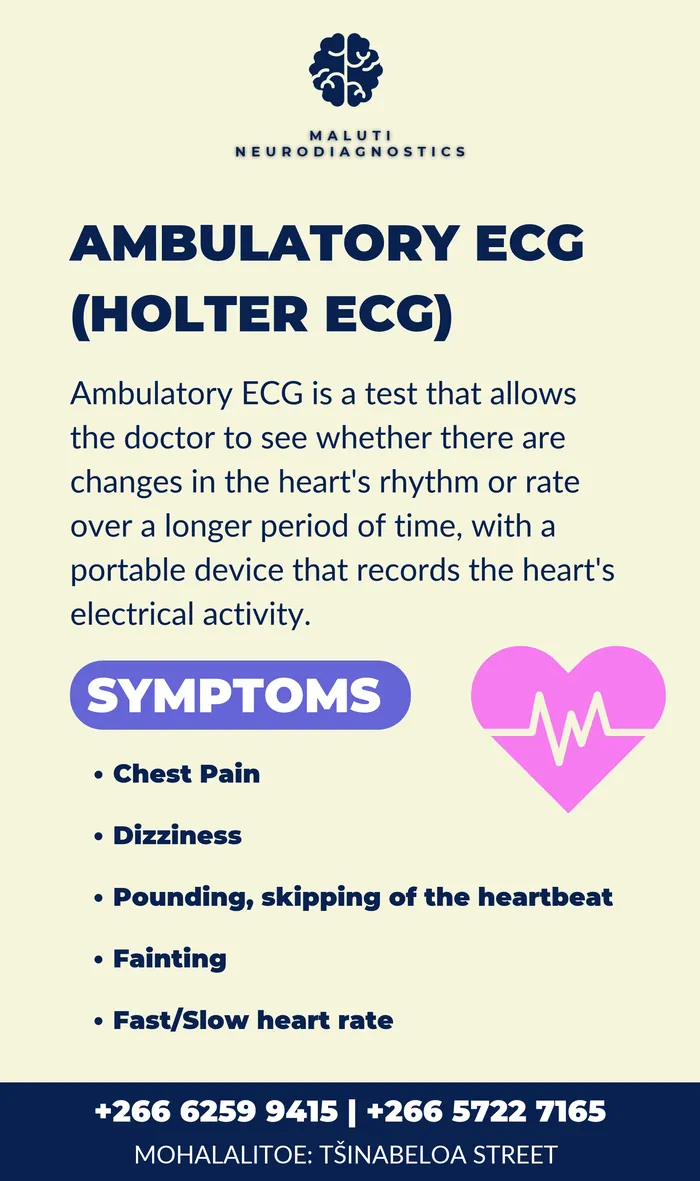 MALUTI
NEURODIAGNOSTICS
AMBULATORY ECG
(HOLTER ECG)
Ambulatory ECG is a test that allows
the doctor to see whether there are
changes in the heart's rhythm or rate
over a longer period of time, with a
portable device that records the heart's
electrical activity.
SYMPTOMS
• Chest Pain
• Dizziness
• Pounding, skipping of the heartbeat
• Fainting
• Fast/Slow heart rate
+266 6259 9415 | +266 5722 7165
MOHALALITOE: TŠINABELOA STREET